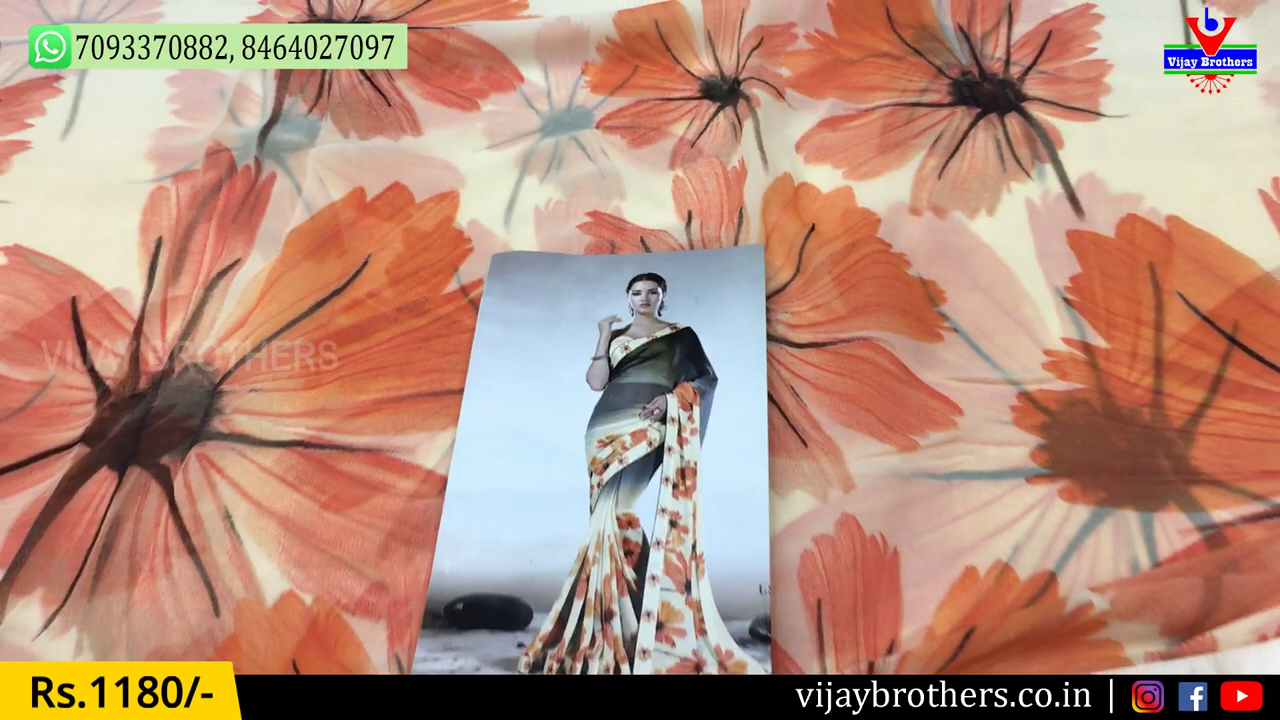 7093370882, 8464027097
b
V
Vijay Brothers
VIJAY BROTHERS
Rs.1180/-
vijaybrothers.co.in |